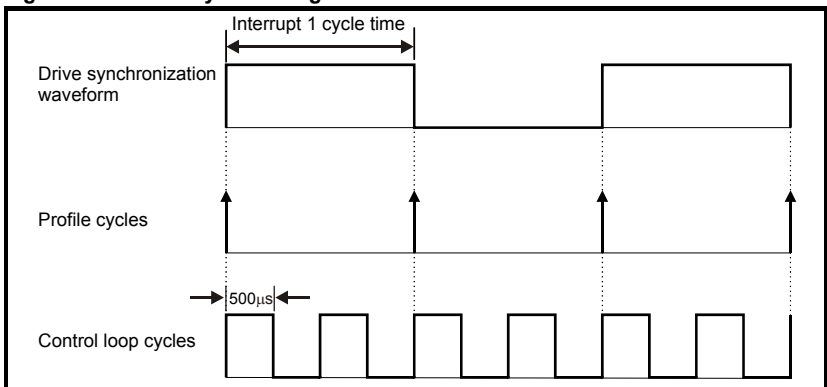 Interrupt 1 cycle time
Drive synchronization
waveform
Profile cycles
500μs
Control loop cycles